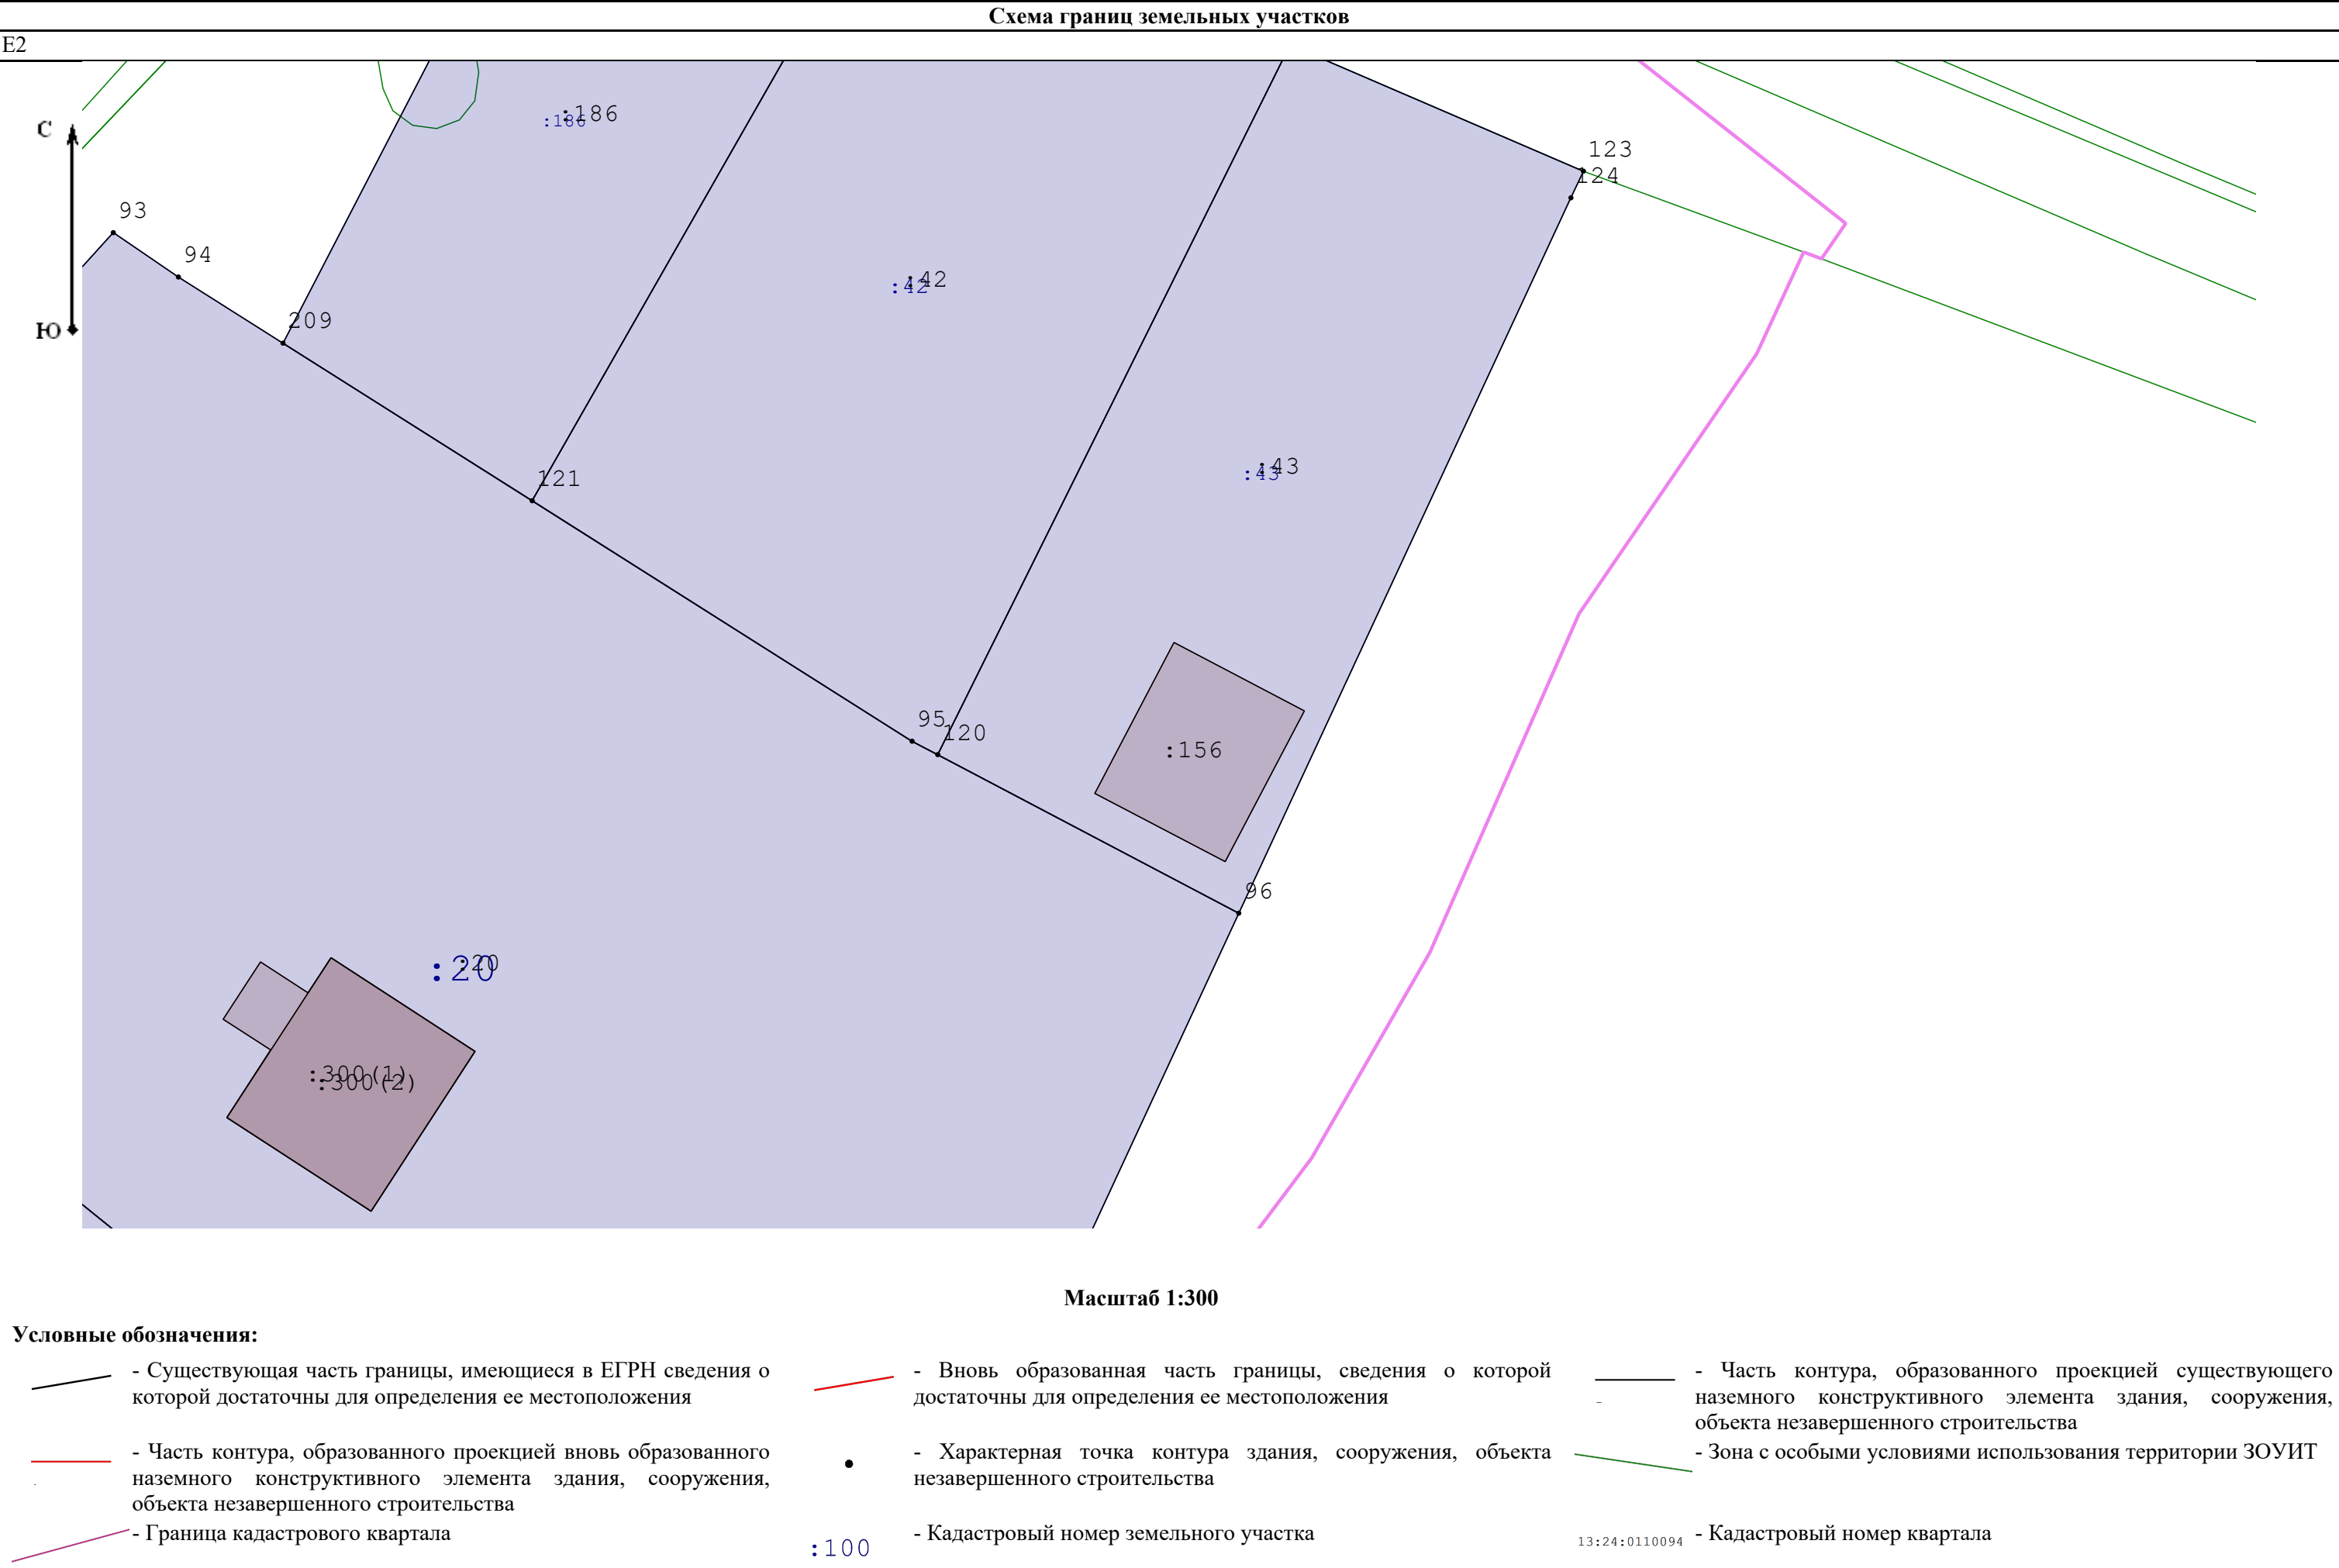 Схема границ земельных участков
Е2
С
Ю
:186
:186
123
124
93
94
209
:42
:42
:43
:43
121
95
120
:156
96
:20
:20
:300(1)
:300(2)
Масштаб 1:300
Условные обозначения:
- Существующая часть границы, имеющиеся в ЕГРН сведения о
которой достаточны для определения ее местоположения
- Вновь образованная часть границы, сведения о которой
достаточны для определения ее местоположения
- Часть контура, образованного проекцией существующего
наземного конструктивного элемента здания, сооружения,
объекта незавершенного строительства
- Часть контура, образованного проекцией вновь образованного
наземного конструктивного элемента здания, сооружения,
объекта незавершенного строительства
- Характерная точка контура здания, сооружения, объекта
незавершенного строительства
- Зона с особыми условиями использования территории ЗОУИТ
- Граница кадастрового квартала
:100
- Кадастровый номер земельного участка
13:24:0110094
- Кадастровый номер квартала